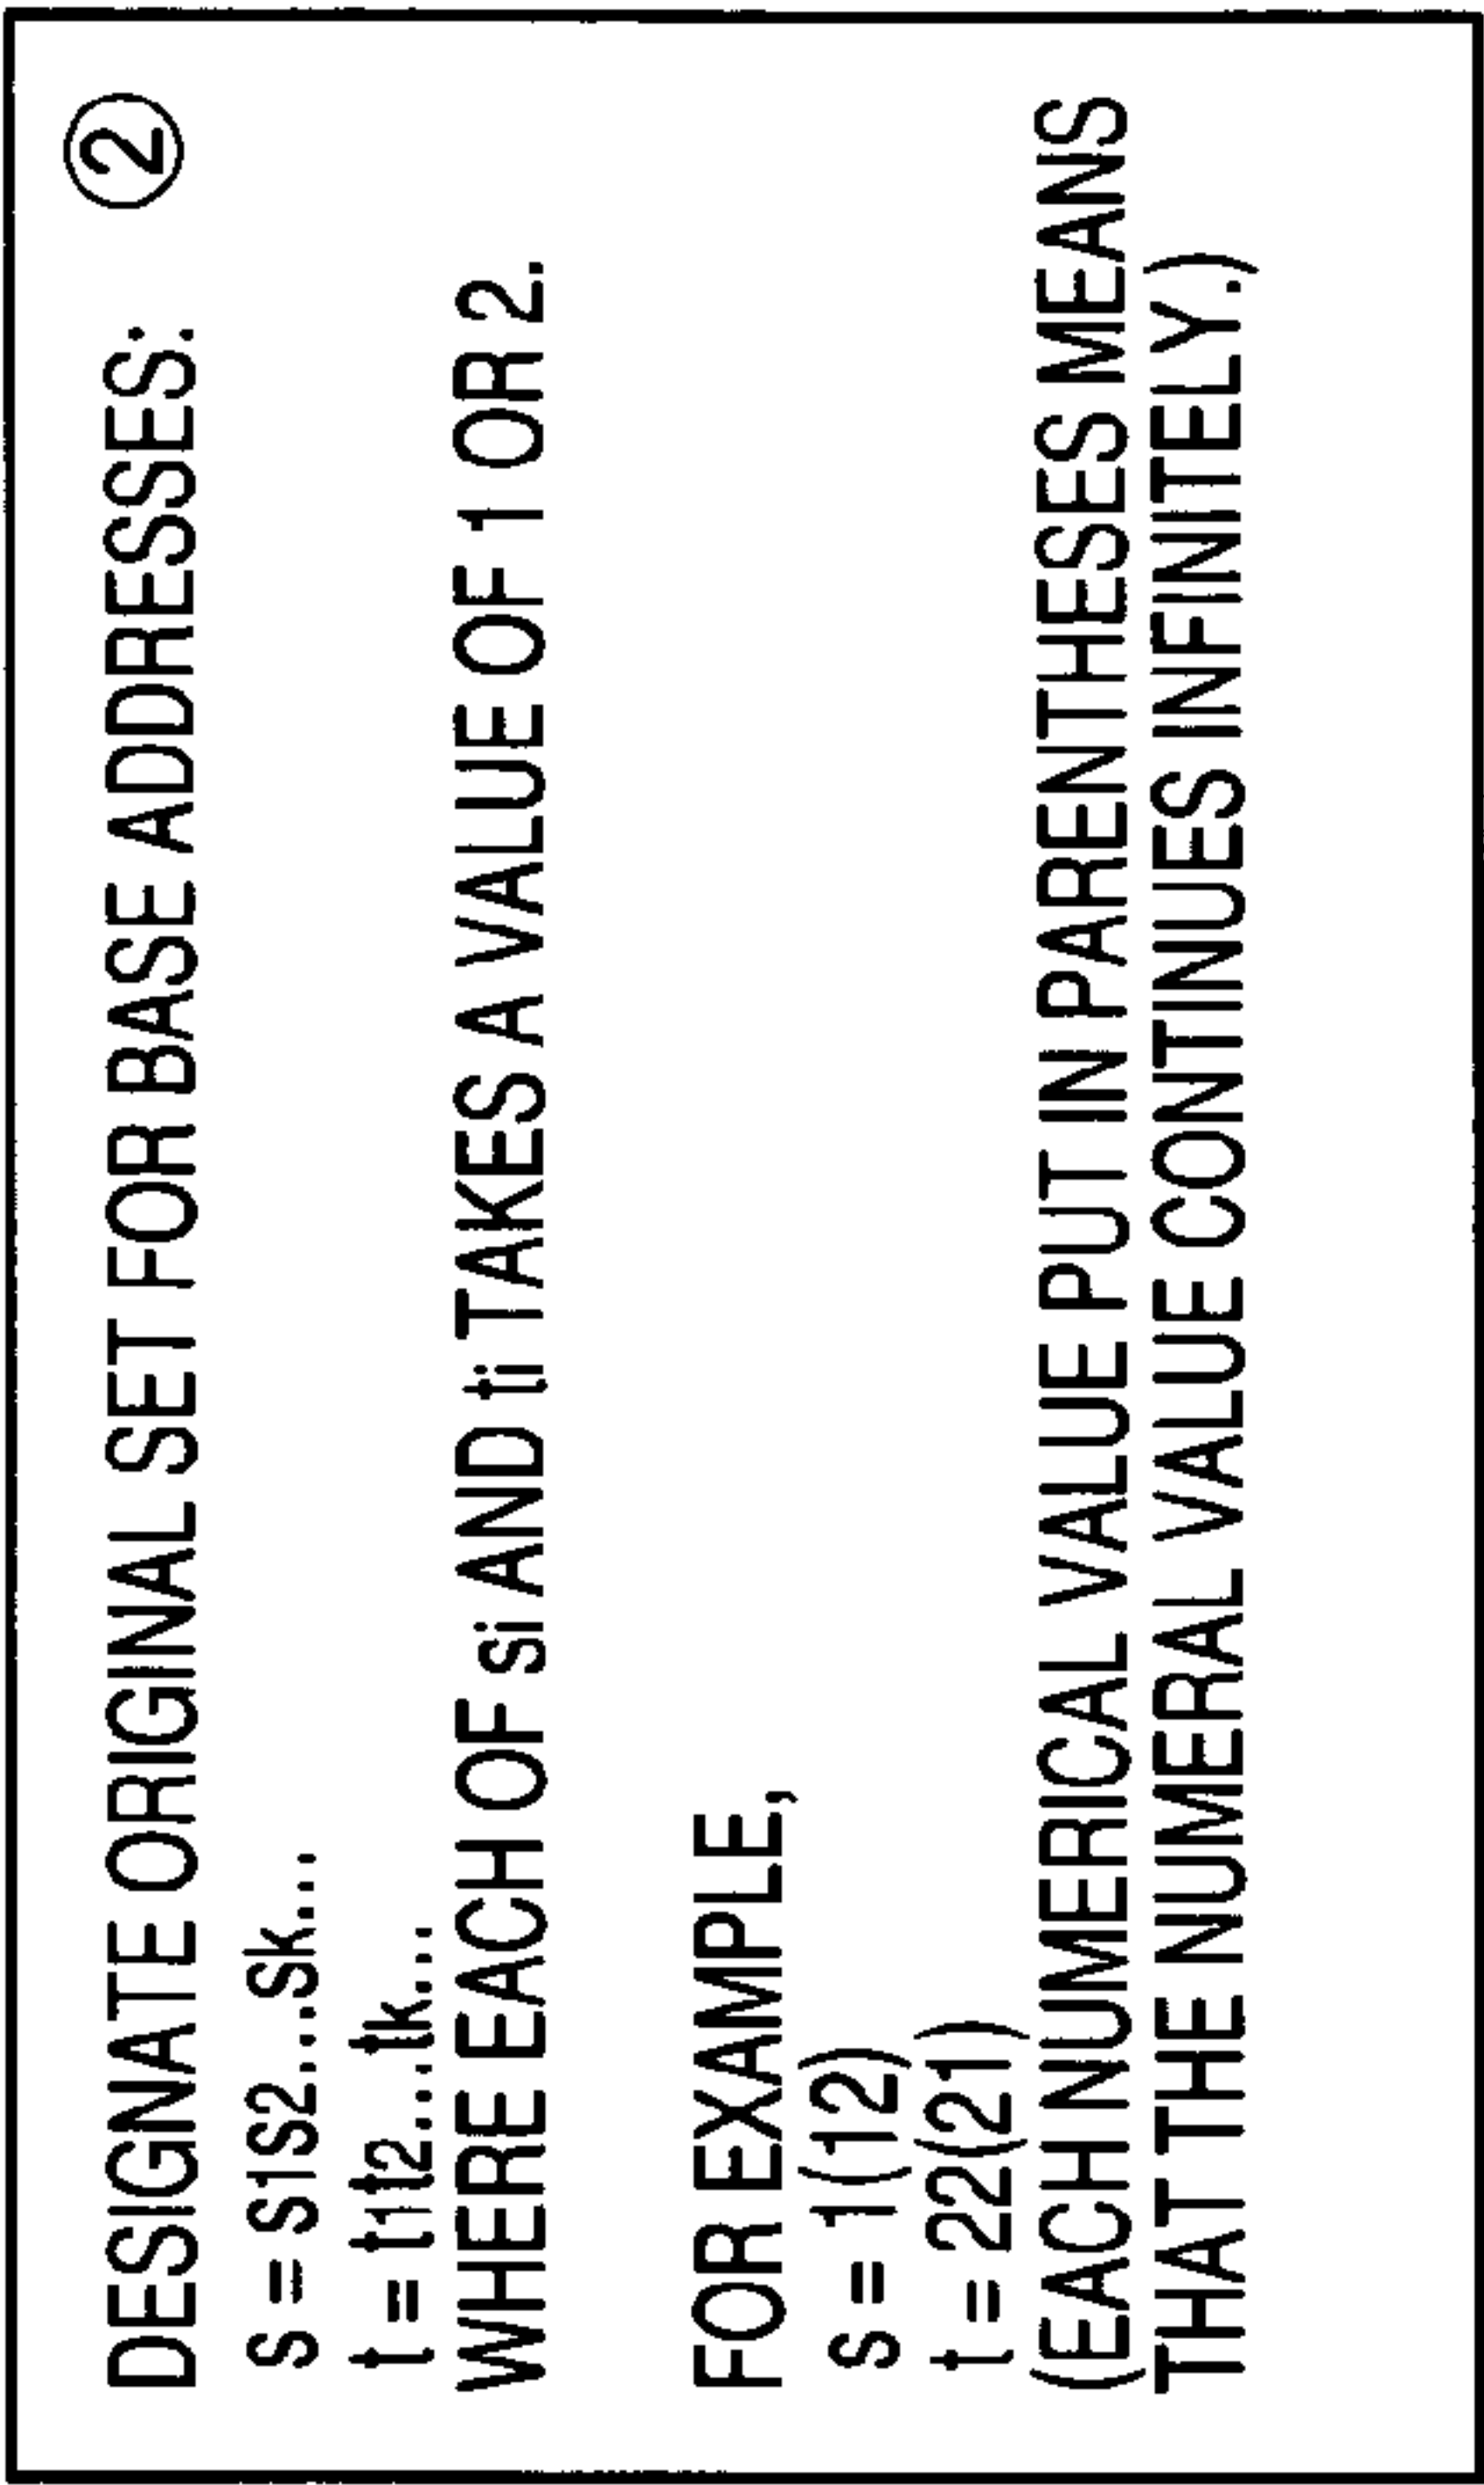 DESIGNATE ORIGINAL SET FOR BASE ADDRESSES: ②
s = s1s2...sk...
t = t1t2...tk...
WHERE EACH OF si AND ti TAKES A VALUE OF 1 OR 2.
FOR EXAMPLE,
s = 1(12)
t = 22(21)
(EACH NUMERICAL VALUE PUT IN PARENTHESES MEANS
THAT THE NUMERAL VALUE CONTINUES INFINITELY.)